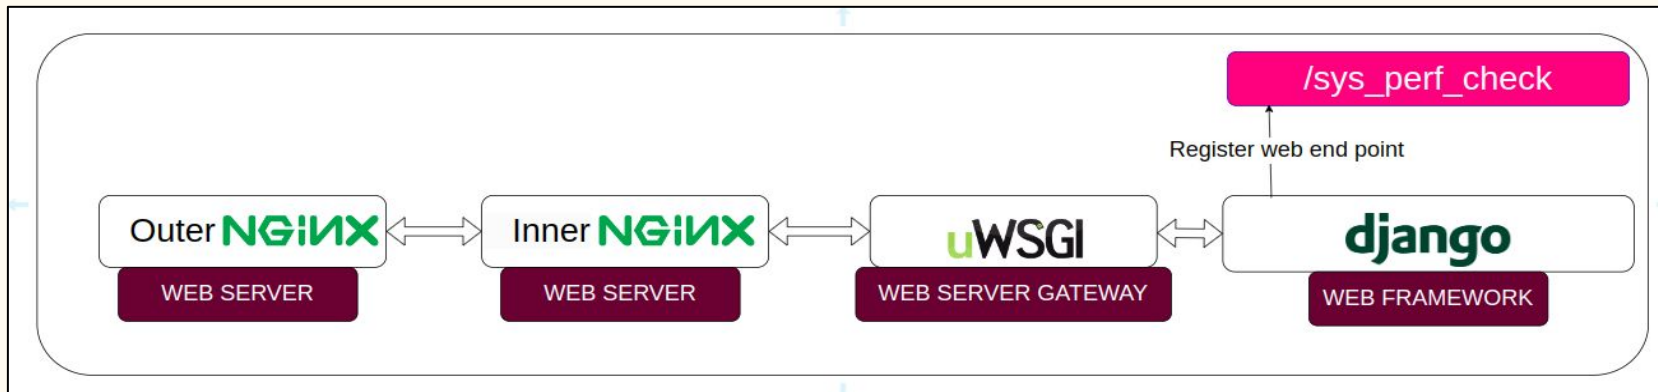 /sys_perf_check
Register web end point
Outer NGiNX
Inner NGiNX
uWSGI
django
WEB SERVER
WEB SERVER
WEB SERVER GATEWAY
WEB FRAMEWORK